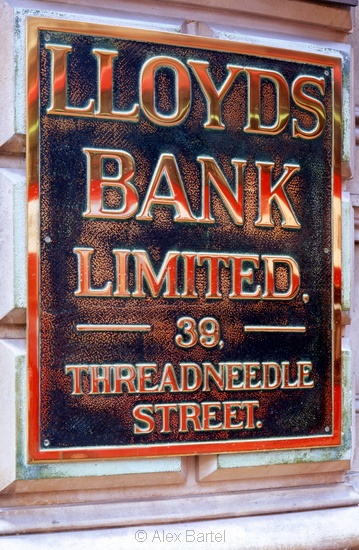 LLOYDS
BANK
LIMITED.
39,
THREADNEEDLE
STREET.
© Alex Bartel